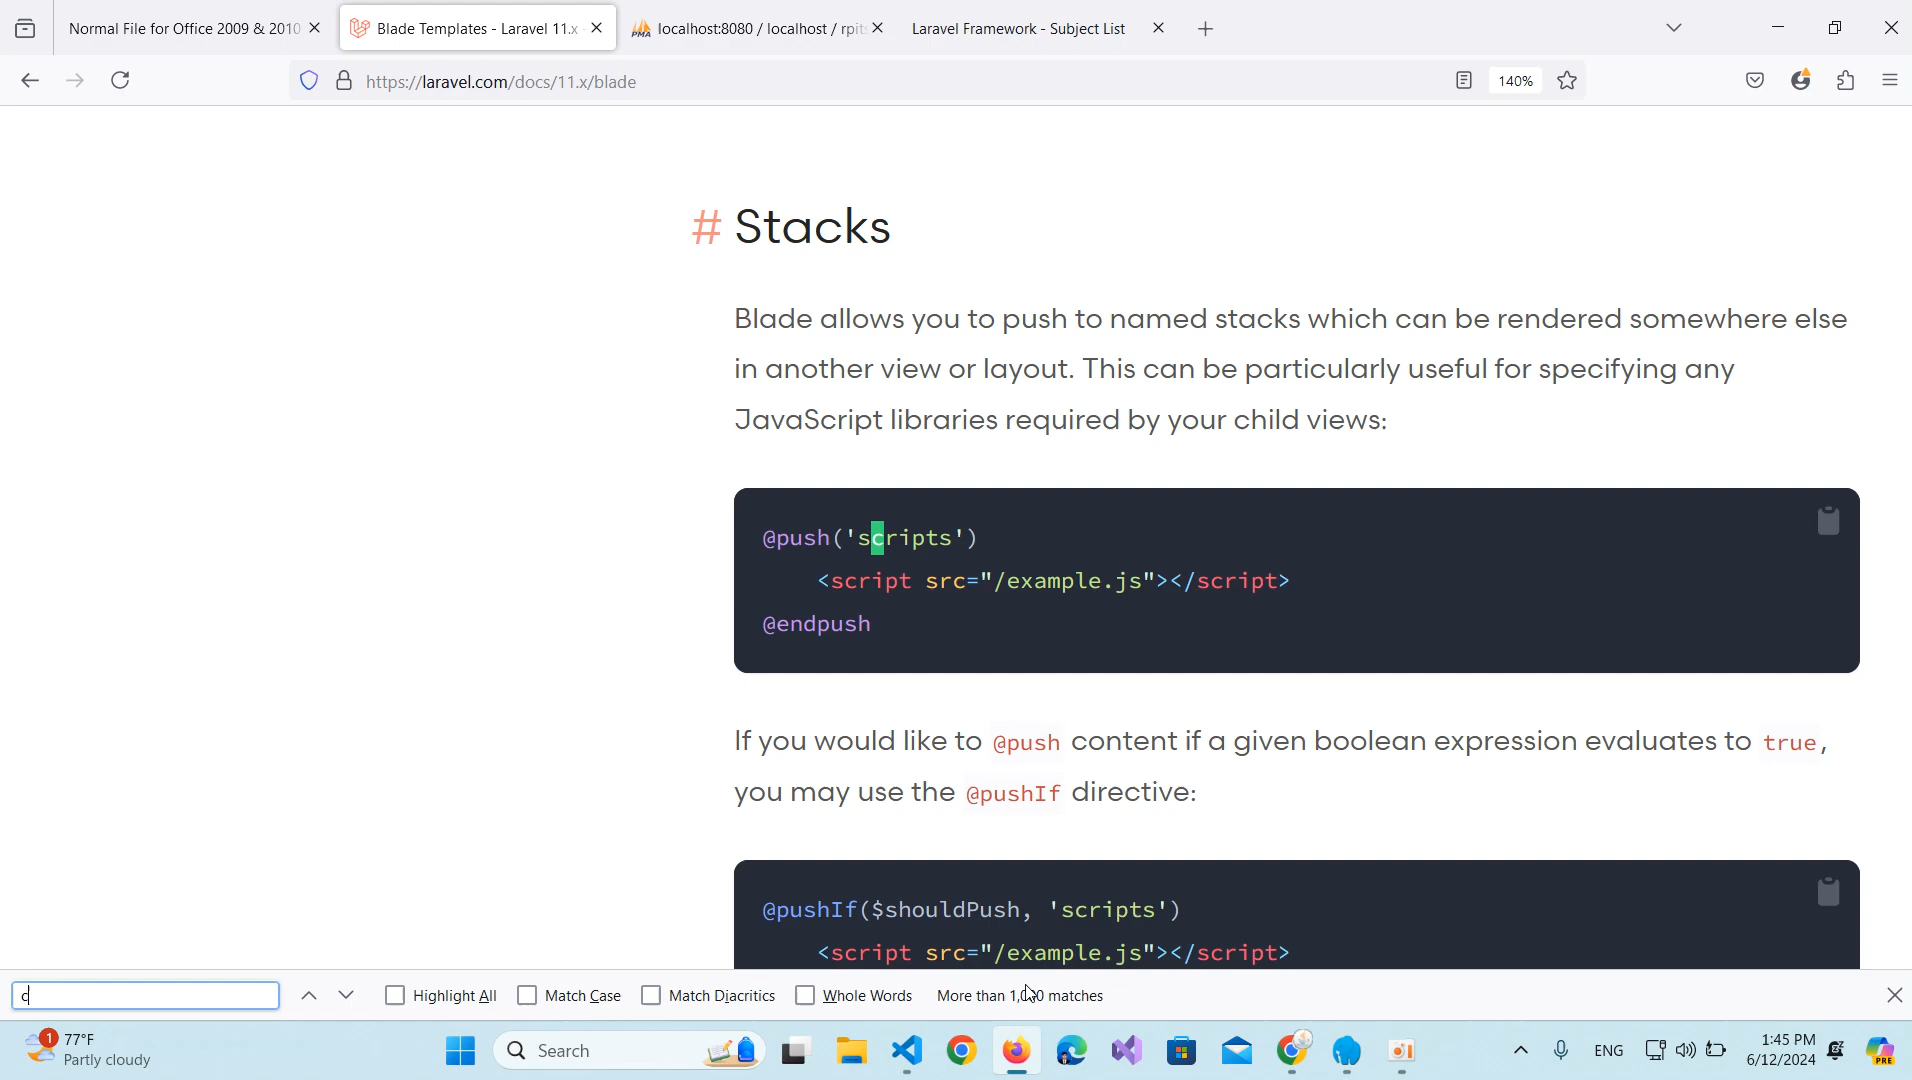 Normal File for Office 2009 & 2010
Blade Templates - Laravel 11.x -
localhost:8080 / localhost / rpits
Laravel Framework - Subject List
https://laravel.com/docs/11.x/blade
140%
# Stacks
Blade allows you to push to named stacks which can be rendered somewhere else
in another view or layout. This can be particularly useful for specifying any
JavaScript libraries required by your child views:
@push('scripts')
<script src="/example.js"></script>
@endpush
If you would like to @push content if a given boolean expression evaluates to true,
you may use the @pushIf directive:
@pushIf($shouldPush, 'scripts')
<script src="/example.js"></script>
c
Highlight All
Match Case
Match Diacritics
Whole Words
More than 1,000 matches
1
77°F
Partly cloudy
Search
ENG
1:45 PM
6/12/2024
PRE